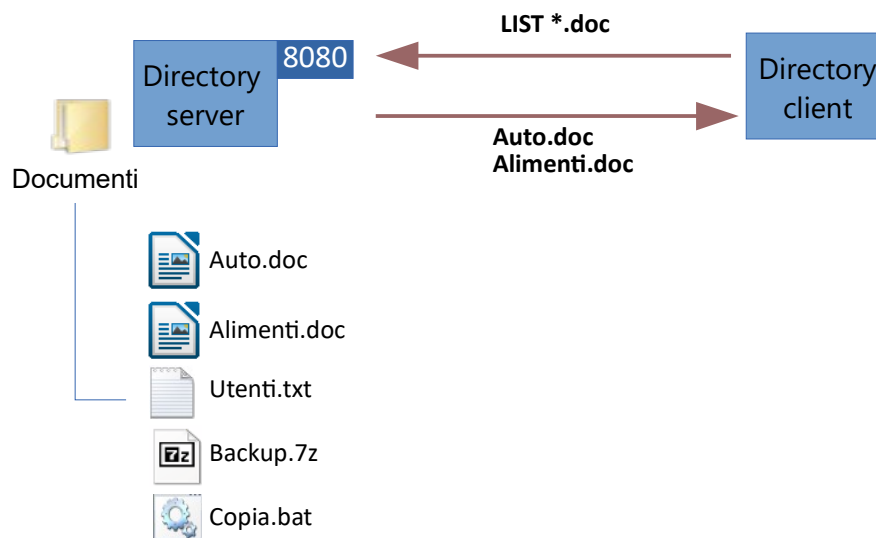 LIST *.doc
8080
Directory
server
Directory
client
Auto.doc
Alimenti.doc
Documenti
Auto.doc
Alimenti.doc
Utenti.txt
7z
Backup.7z
Copia.bat